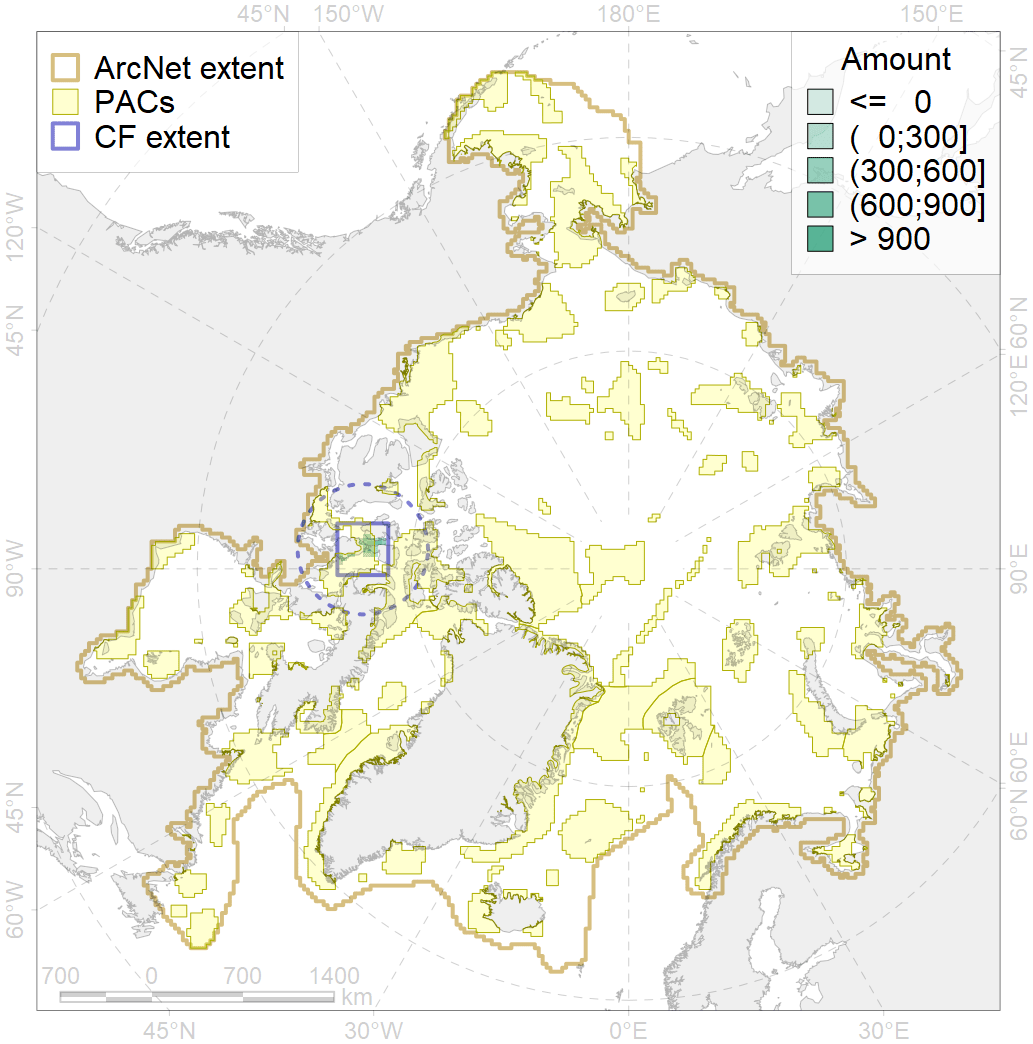 45°N 150°W 180°E 150°E
ArcNet extent
PACs
CF extent
Amount
<= 0
( 0;300]
(300;600]
(600;900]
> 900
45°N
120°W
45°N
90°W
45°N
60°W
60°N
120°E
90°E
60°N
60°E
700 0 700 1400
km
45°N 30°W 0°E 30°E